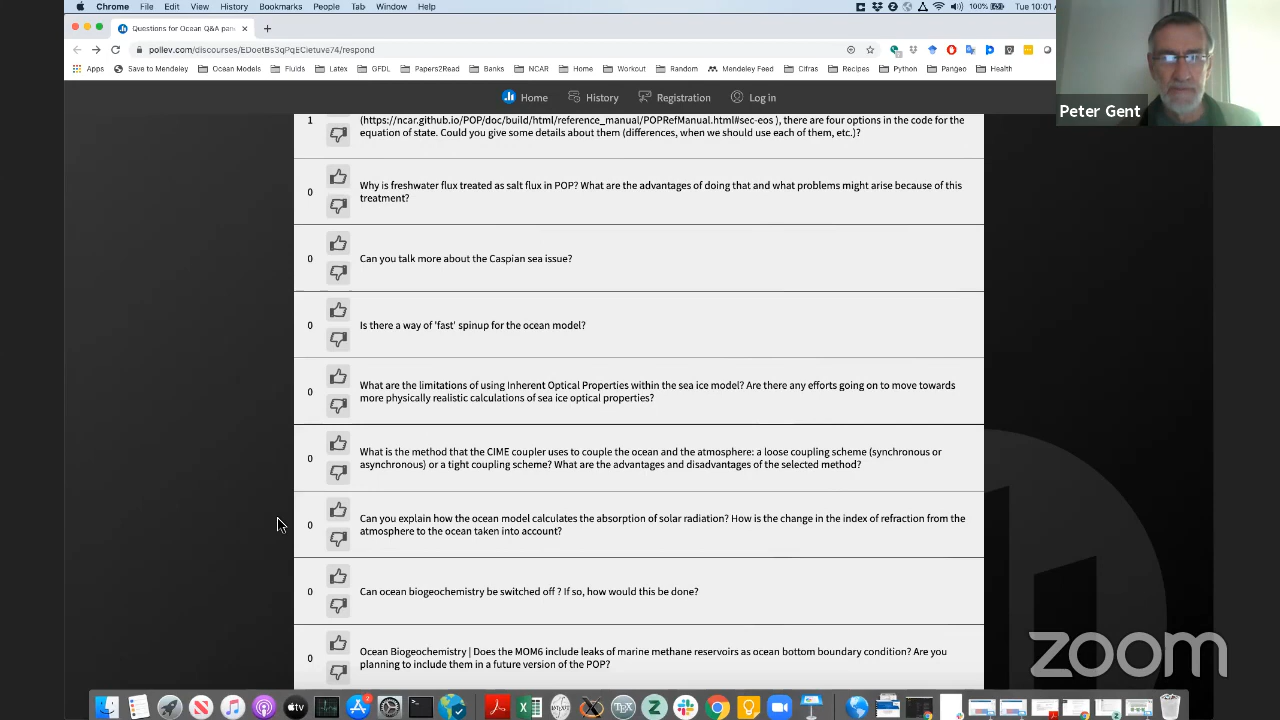 Chrome File Edit View History Bookmarks People Tab Window Help 100% Tue 10:01
Questions for Ocean Q&A pan
pollev.com/discourses/EDoetBs3qPqECietuve74/respond
Apps Save to Mendeley Ocean Models Fluids Latex GFDL Papers2Read Banks NCAR Home Workout Random Mendeley Feed Cifras Recipes Python Pangeo Health
Peter Gent
Home History Registration Log in
1
(https://ncar.github.io/POP/doc/build/html/reference_manual/POPRefManual.html#sec-eos ), there are four options in the code for the
equation of state. Could you give some details about them (differences, when we should use each of them, etc.)?
0
Why is freshwater flux treated as salt flux in POP? What are the advantages of doing that and what problems might arise because of this
treatment?
0
Can you talk more about the Caspian sea issue?
0
Is there a way of 'fast' spinup for the ocean model?
0
What are the limitations of using Inherent Optical Properties within the sea ice model? Are there any efforts going on to move towards
more physically realistic calculations of sea ice optical properties?
0
What is the method that the CIME coupler uses to couple the ocean and the atmosphere: a loose coupling scheme (synchronous or
asynchronous) or a tight coupling scheme? What are the advantages and disadvantages of the selected method?
0
Can you explain how the ocean model calculates the absorption of solar radiation? How is the change in the index of refraction from the
atmosphere to the ocean taken into account?
0
Can ocean biogeochemistry be switched off ? If so, how would this be done?
0
Ocean Biogeochemistry | Does the MOM6 include leaks of marine methane reservoirs as ocean bottom boundary condition? Are you
planning to include them in a future version of the POP?
zoom